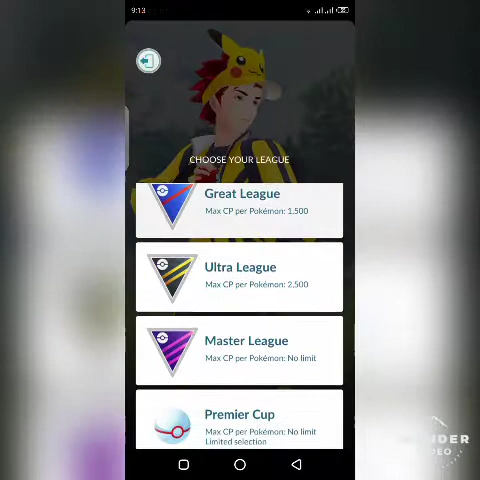 9:13
CHOOSE YOUR LEAGUE
Great League
Max CP per Pokémon: 1,500
Ultra League
Max CP per Pokémon: 2,500
Master League
Max CP per Pokémon: No limit
Premier Cup
Max CP per Pokémon: No limit
Limited selection